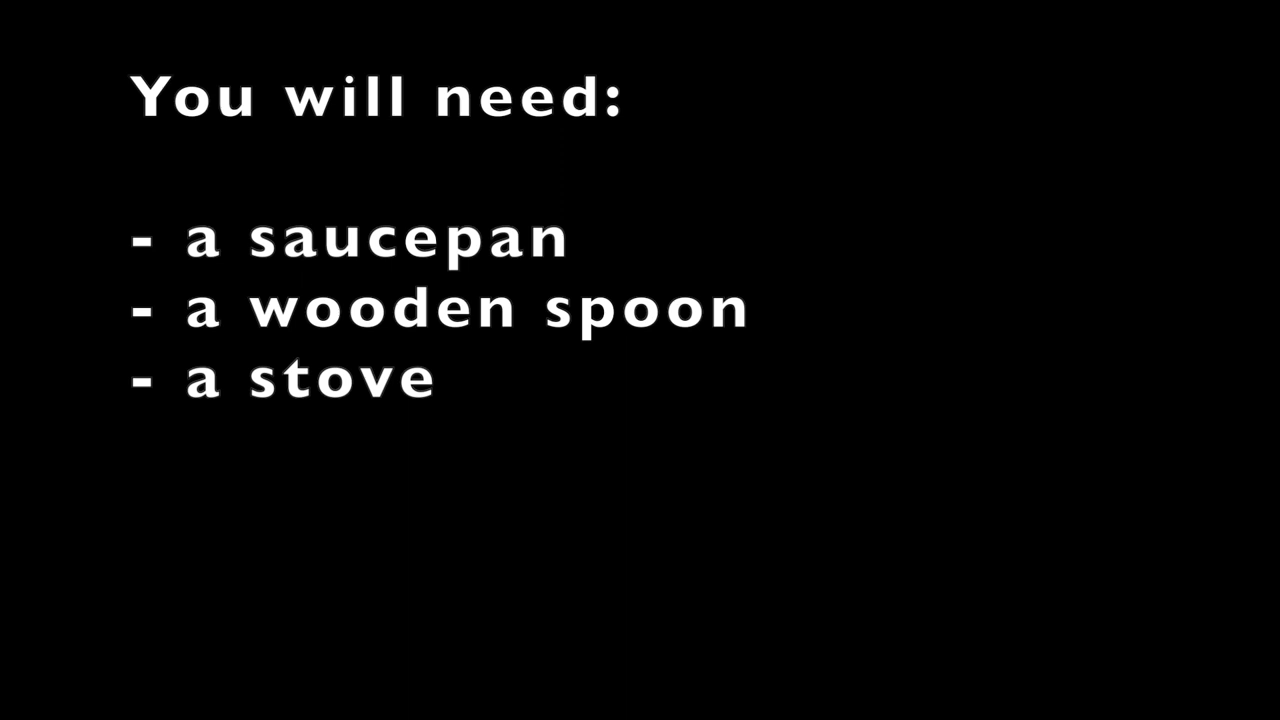 You will need:
- a saucepan
- a wooden spoon
- a stove